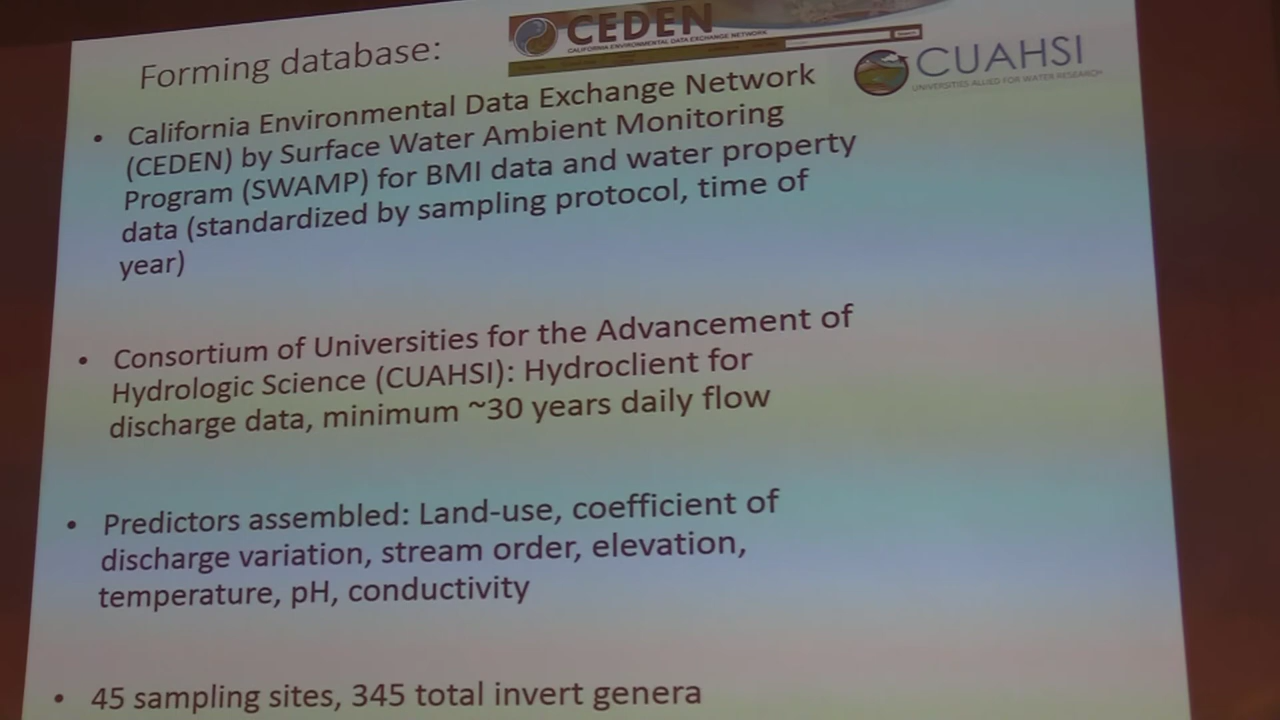 Forming database:
CEDEN
CALIFORNIA ENVIRONMENTAL DATA EXCHANGE NETWORK
CUAHSI
UNIVERSITIES ALLIED FOR WATER RESEARCH
• California Environmental Data Exchange Network
(CEDEN) by Surface Water Ambient Monitoring
Program (SWAMP) for BMI data and water property
data (standardized by sampling protocol, time of
year)
• Consortium of Universities for the Advancement of
Hydrologic Science (CUAHSI): Hydroclient for
discharge data, minimum ~30 years daily flow
• Predictors assembled: Land-use, coefficient of
discharge variation, stream order, elevation,
temperature, pH, conductivity
• 45 sampling sites, 345 total invert genera